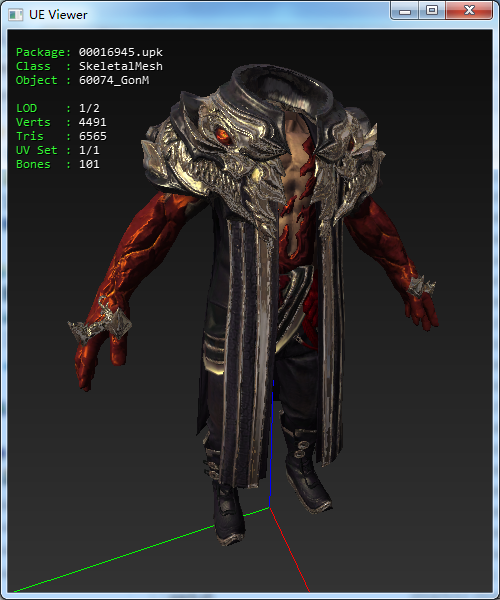 UE Viewer
Package: 00016945.upk
Class  : SkeletalMesh
Object : 60074_GonM
LOD    : 1/2
Verts  : 4491
Tris   : 6565
UV Set : 1/1
Bones  : 101